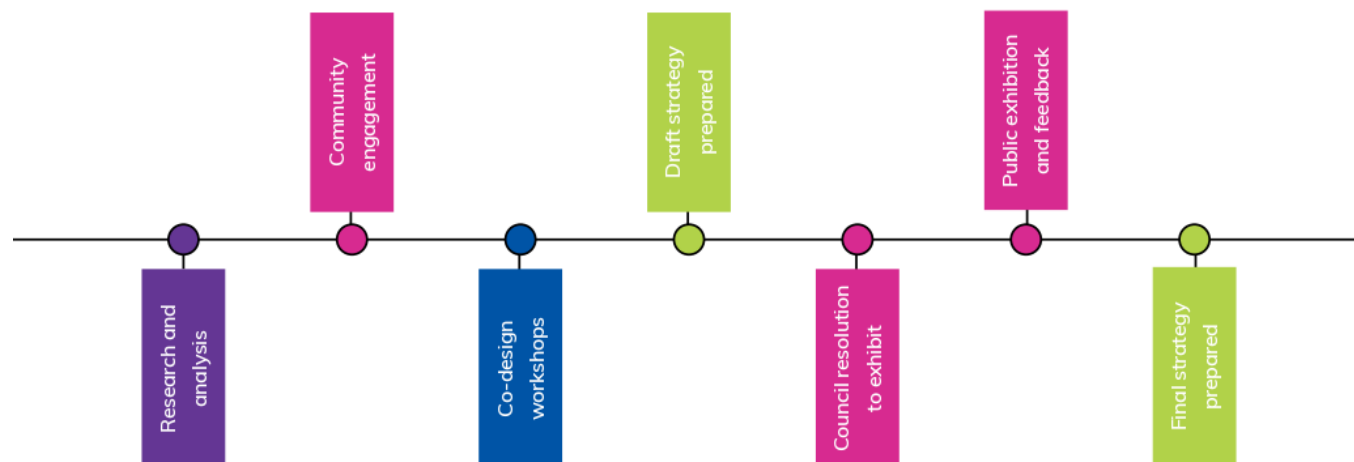 Research and
analysis
Community
engagement
Co-design
workshops
Draft strategy
prepared
Council resolution
to exhibit
Public exhibition
and feedback
Final strategy
prepared